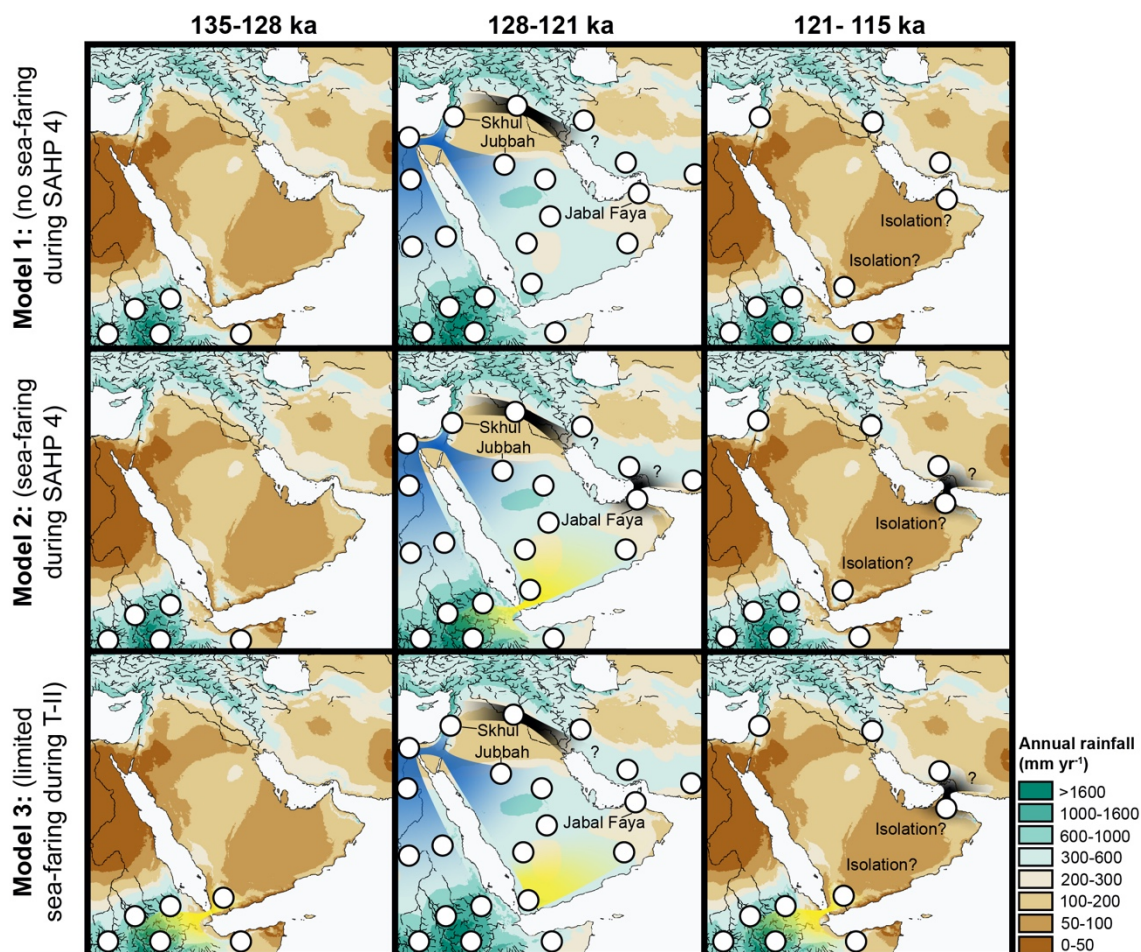 135-128 ka
128-121 ka
121- 115 ka
Model 1: (no sea-faring
during SAHP 4)
Skhul
Jubbah
?
Jabal Faya
Isolation?
Isolation?
Model 2: (sea-faring
during SAHP 4)
Skhul
Jubbah
?
?
Jabal Faya
?
Isolation?
Isolation?
Model 3: (limited
sea-faring during T-II)
Skhul
Jubbah
?
Jabal Faya
?
Isolation?
Isolation?
Annual rainfall
(mm yr⁻¹)
>1600
1000-1600
600-1000
300-600
200-300
100-200
50-100
0-50